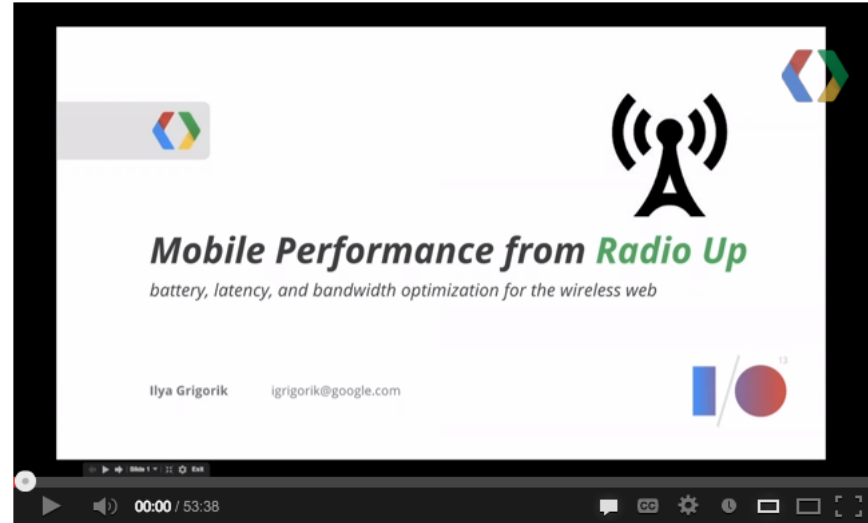 Mobile Performance from Radio Up
battery, latency, and bandwidth optimization for the wireless web
Ilya Grigorik igrigorik@google.com
I/O 13
Slide 1 Exit
00:00 / 53:38 CC